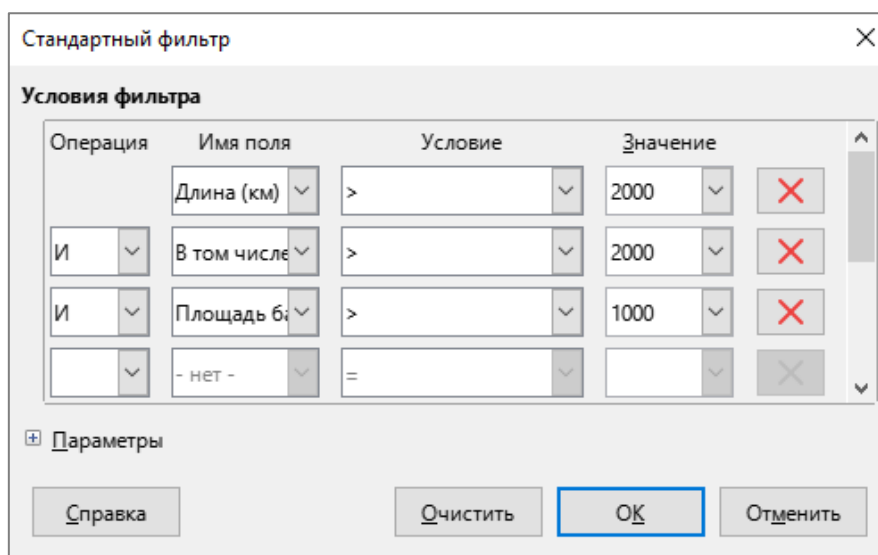 Стандартный фильтр
Условия фильтра
Операция Имя поля Условие Значение
Длина (км) > 2000
И В том числе > 2000
И Площадь ба > 1000
- нет - =
Параметры
Справка Очистить ОК Отменить